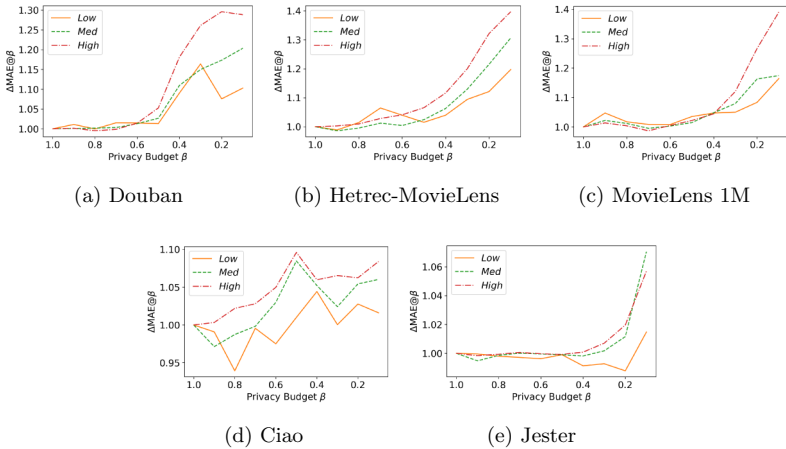 1.30
1.25
1.20
1.15
1.10
1.05
1.00
ΔMAE@β
Low
Med
High
1.0 0.8 0.6 0.4 0.2
Privacy Budget β
(a) Douban
1.4
1.3
1.2
1.1
1.0
ΔMAE@β
Low
Med
High
1.0 0.8 0.6 0.4 0.2
Privacy Budget β
(b) Hetrec-MovieLens
1.4
1.3
1.2
1.1
1.0
ΔMAE@β
Low
Med
High
1.0 0.8 0.6 0.4 0.2
Privacy Budget β
(c) MovieLens 1M
1.10
1.05
1.00
0.95
ΔMAE@β
Low
Med
High
1.0 0.8 0.6 0.4 0.2
Privacy Budget β
(d) Ciao
1.06
1.04
1.02
1.00
ΔMAE@β
Low
Med
High
1.0 0.8 0.6 0.4 0.2
Privacy Budget β
(e) Jester